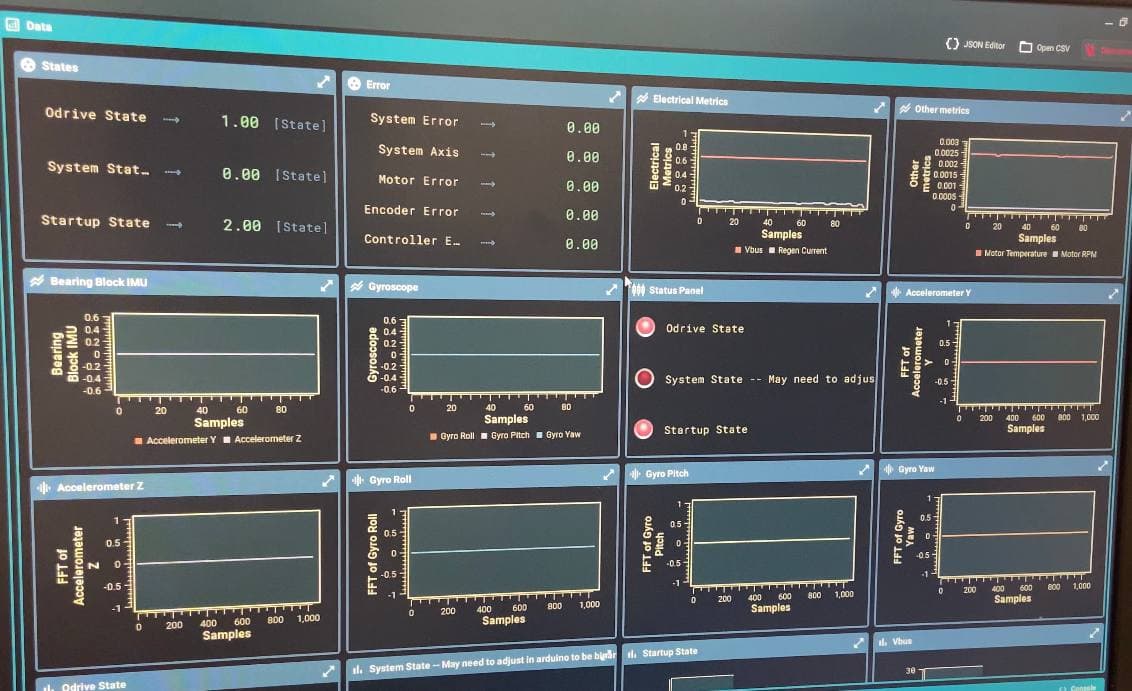 Data
JSON Editor
Open CSV
States
Odrive State 1.00 [State]
System Stat… 0.00 [State]
Startup State 2.00 [State]
Error
System Error 0.00
System Axis 0.00
Motor Error 0.00
Encoder Error 0.00
Controller E… 0.00
Electrical Metrics
Electrical
Metrics
1
0.8
0.6
0.4
0.2
0
0 20 40 60 80
Samples
Vbus Regen Current
Other metrics
Other
metrics
0.003
0.0025
0.002
0.0015
0.001
0.0005
0
0 20 40 60 80
Samples
Motor Temperature Motor RPM
Bearing Block IMU
Bearing
Block IMU
0.6
0.4
0.2
0
-0.2
-0.4
-0.6
0 20 40 60 80
Samples
Accelerometer Y Accelerometer Z
Gyroscope
Gyroscope
0.6
0.4
0.2
0
-0.2
-0.4
-0.6
0 20 40 60 80
Samples
Gyro Roll Gyro Pitch Gyro Yaw
Status Panel
Odrive State
System State -- May need to adjus
Startup State
Accelerometer Y
FFT of
Accelerometer
Y
1
0.5
0
-0.5
-1
0 200 400 600 800 1,000
Samples
Accelerometer Z
FFT of
Accelerometer
Z
1
0.5
0
-0.5
-1
0 200 400 600 800 1,000
Samples
Gyro Roll
FFT of Gyro Roll
1
0.5
0
-0.5
-1
0 200 400 600 800 1,000
Samples
Gyro Pitch
FFT of Gyro
Pitch
1
0.5
0
-0.5
-1
0 200 400 600 800 1,000
Samples
Gyro Yaw
FFT of Gyro
Yaw
1
0.5
0
-0.5
-1
0 200 400 600 800 1,000
Samples
Odrive State
System State -- May need to adjust in arduino to be binar
Startup State
Vbus
30
Console